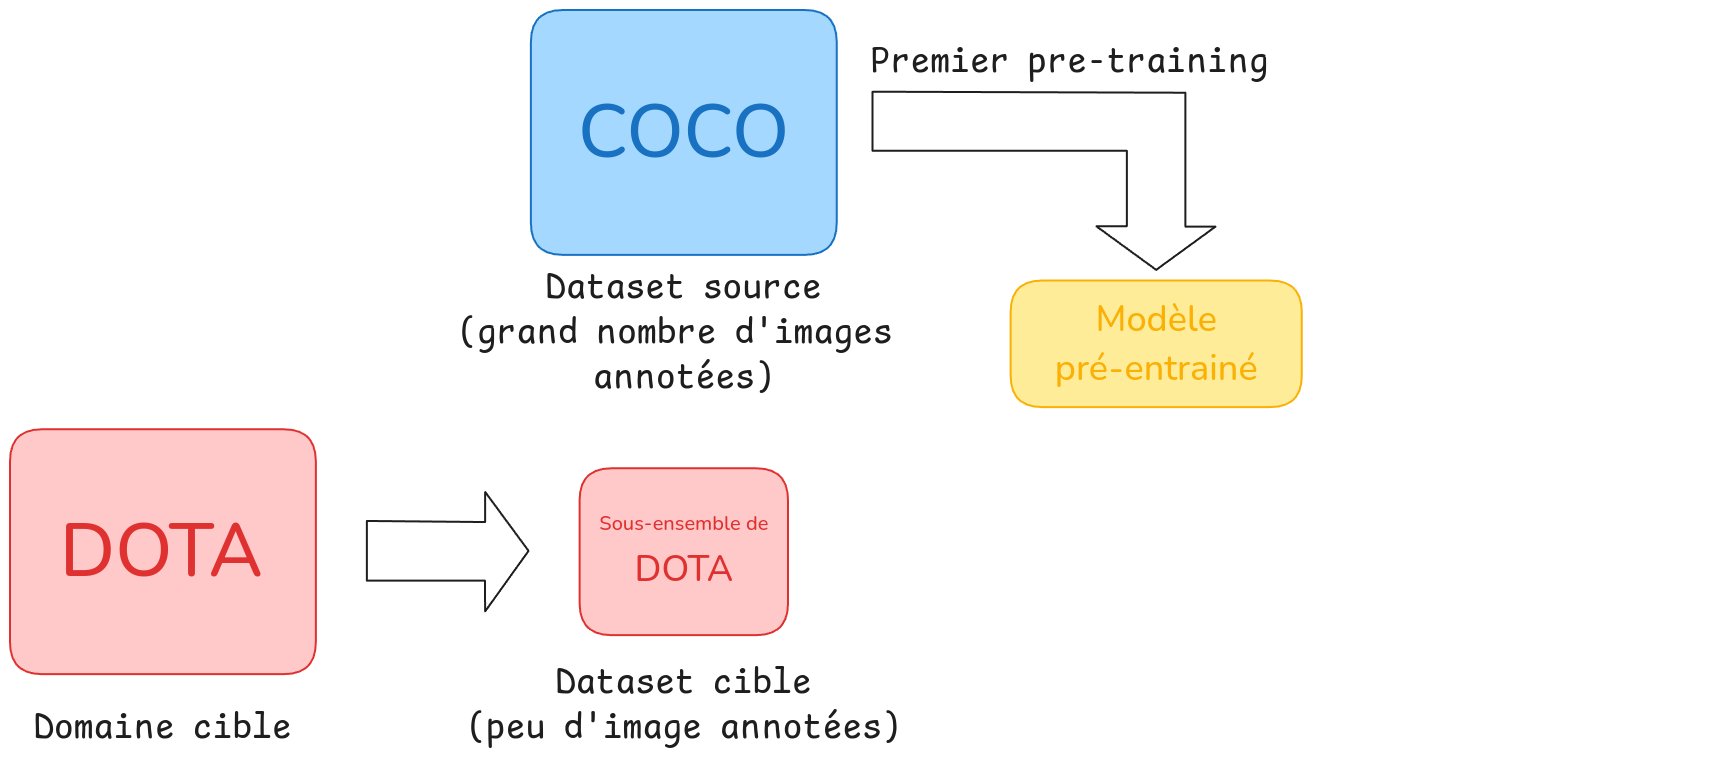 COCO
Premier pre-training
Dataset source
(grand nombre d'images
annotées)
Modèle
pré-entrainé
DOTA
Domaine cible
Sous-ensemble de
DOTA
Dataset cible
(peu d'image annotées)